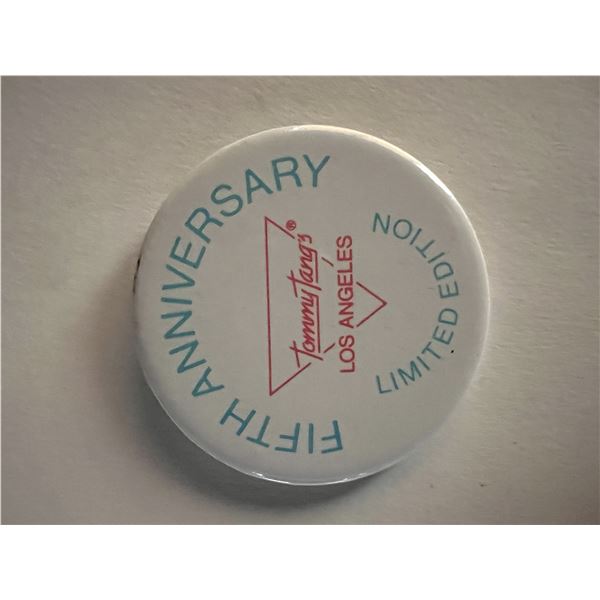 FIFTH ANNIVERSARY
Tommy Tang's®
LOS ANGELES
LIMITED EDITION